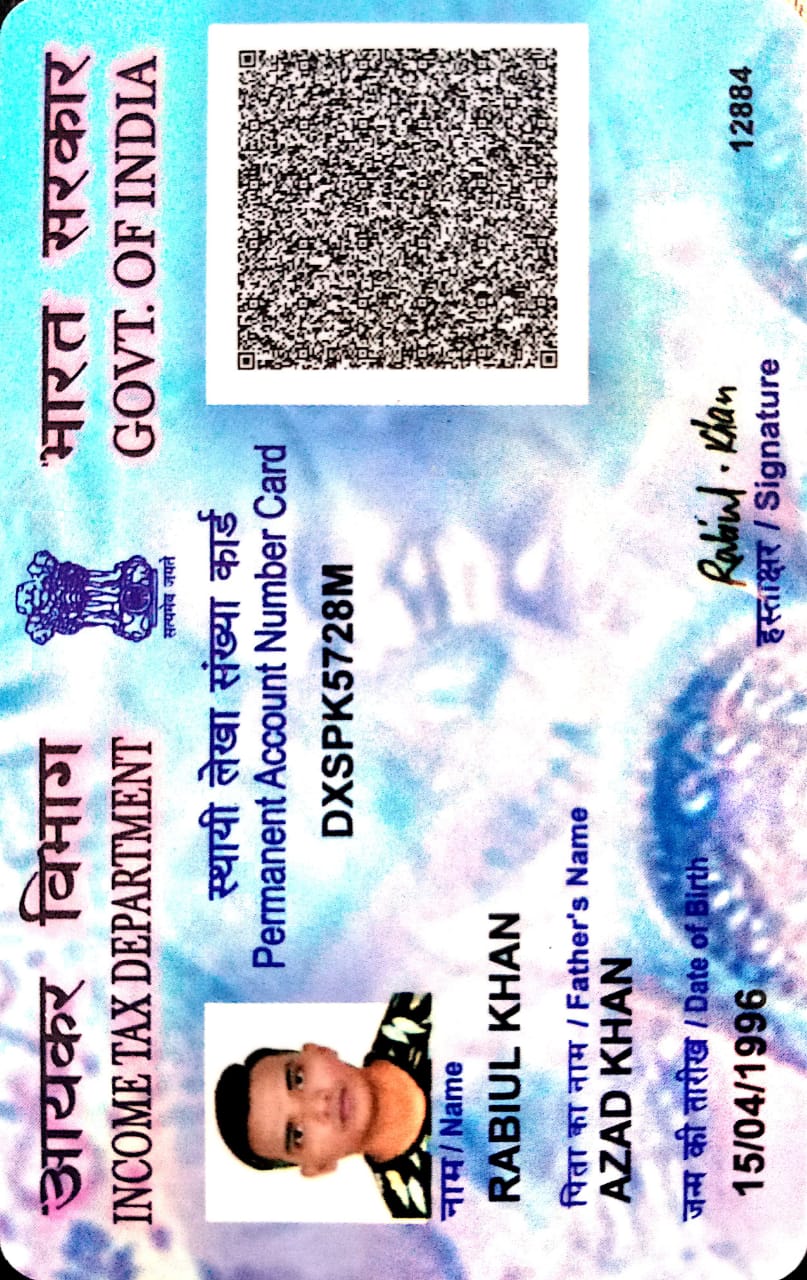 आयकर विभाग
INCOME TAX DEPARTMENT
सत्यमेव जयते
भारत सरकार
GOVT. OF INDIA
स्थायी लेखा संख्या कार्ड
Permanent Account Number Card
DXSPK5728M
नाम / Name
RABIUL KHAN
पिता का नाम / Father's Name
AZAD KHAN
जन्म की तारीख / Date of Birth
15/04/1996
Rabiul . Khan
हस्ताक्षर / Signature
12884